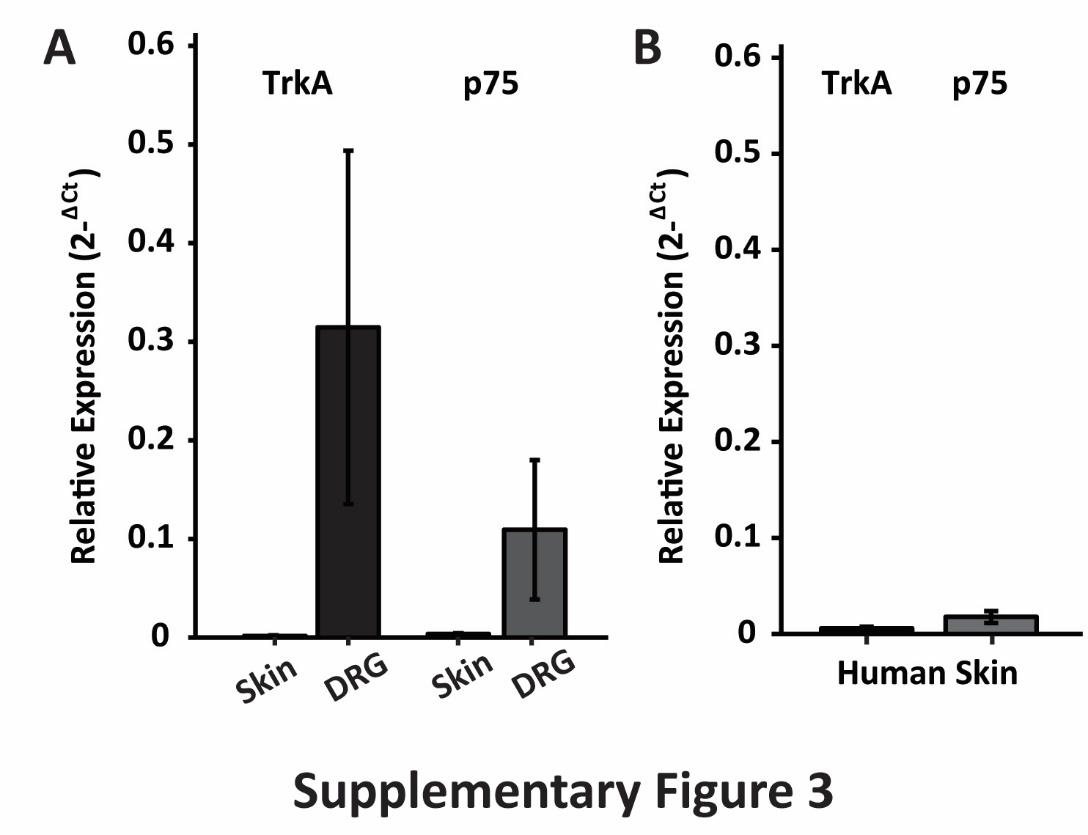 A
TrkA
p75
Relative Expression (2-ΔCt)
0.6
0.5
0.4
0.3
0.2
0.1
0
Skin
DRG
Skin
DRG
B
TrkA
p75
Relative Expression (2-ΔCt)
0.6
0.5
0.4
0.3
0.2
0.1
0
Human Skin
Supplementary Figure 3